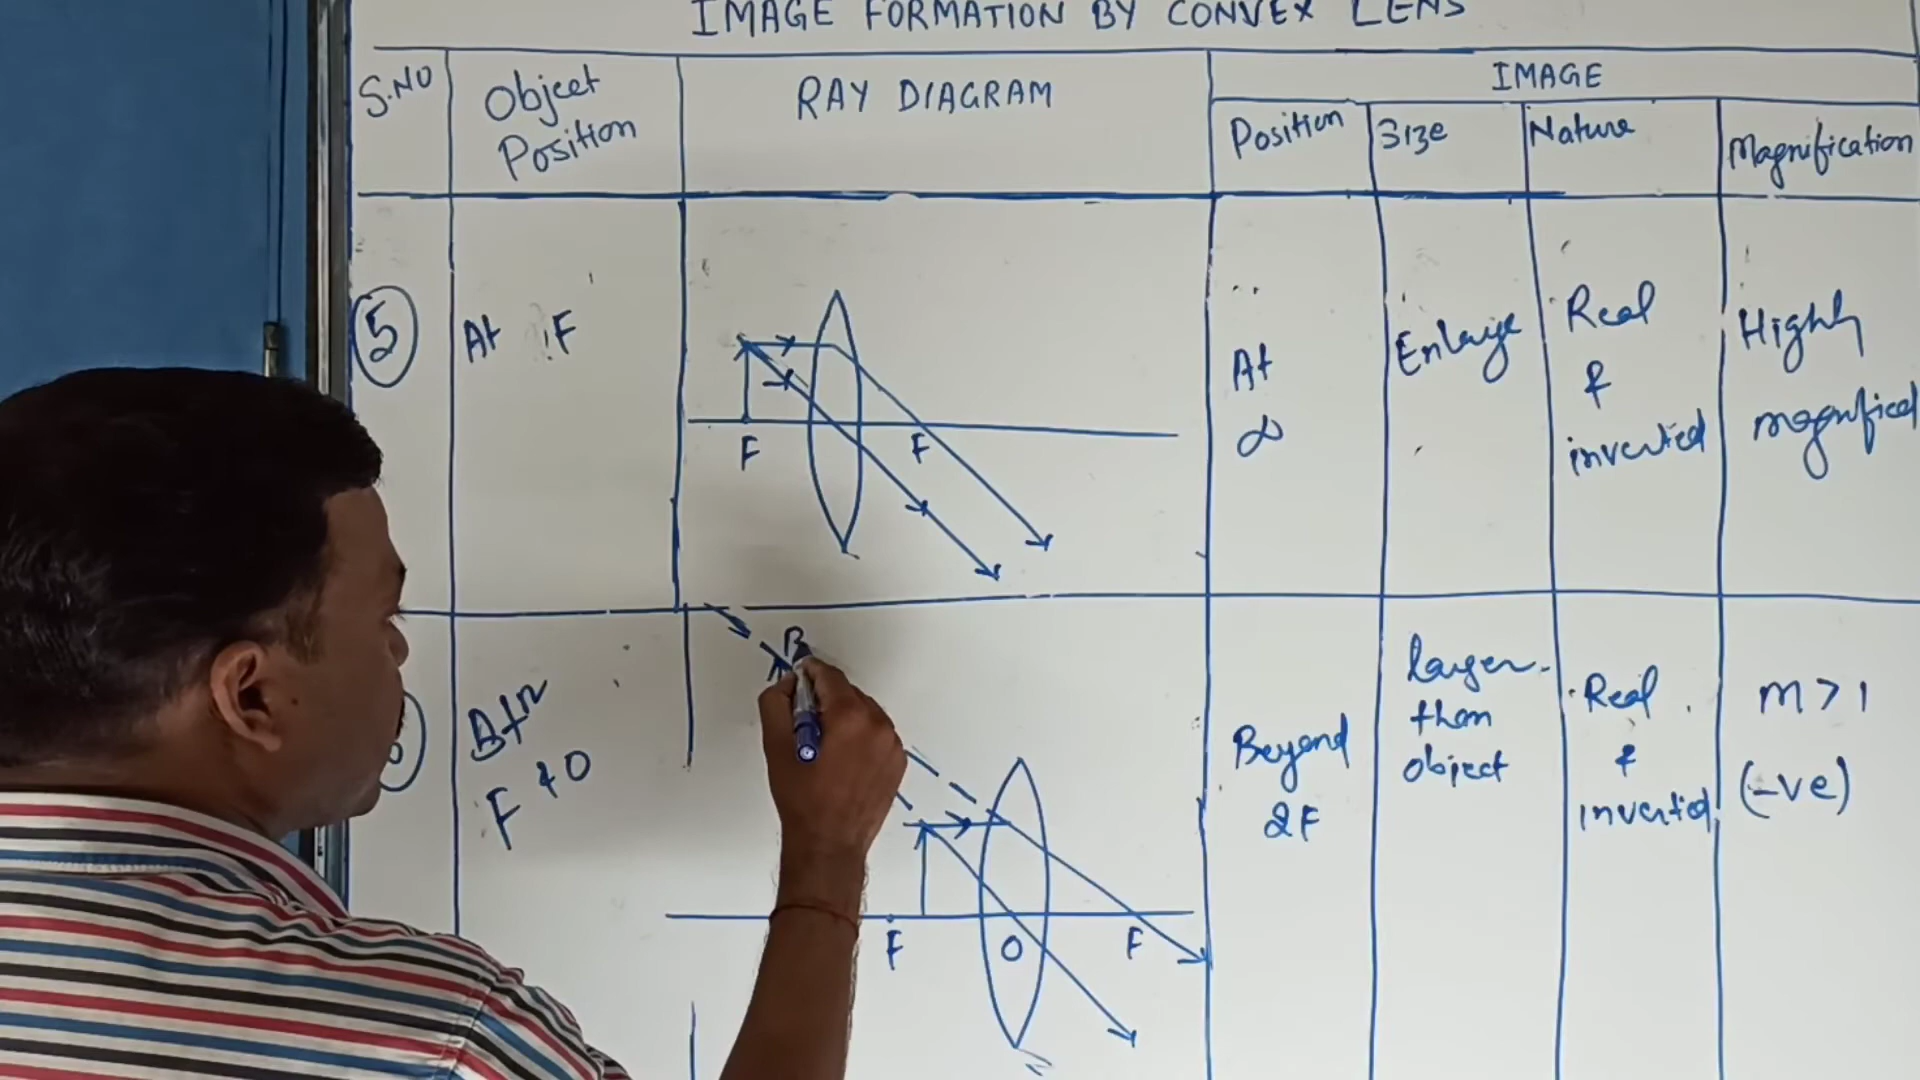 IMAGE FORMATION BY CONVEX LENS
S.NO
Object
Position
RAY DIAGRAM
IMAGE
Position
Size
Nature
Magnification
5
At F
F
F
At
∞
Enlarge
Real
&
inverted
Highly
magnified
Btn
F & O
B
F
O
F
Beyond
2F
larger
than
object
Real
&
inverted
m > 1
(-ve)